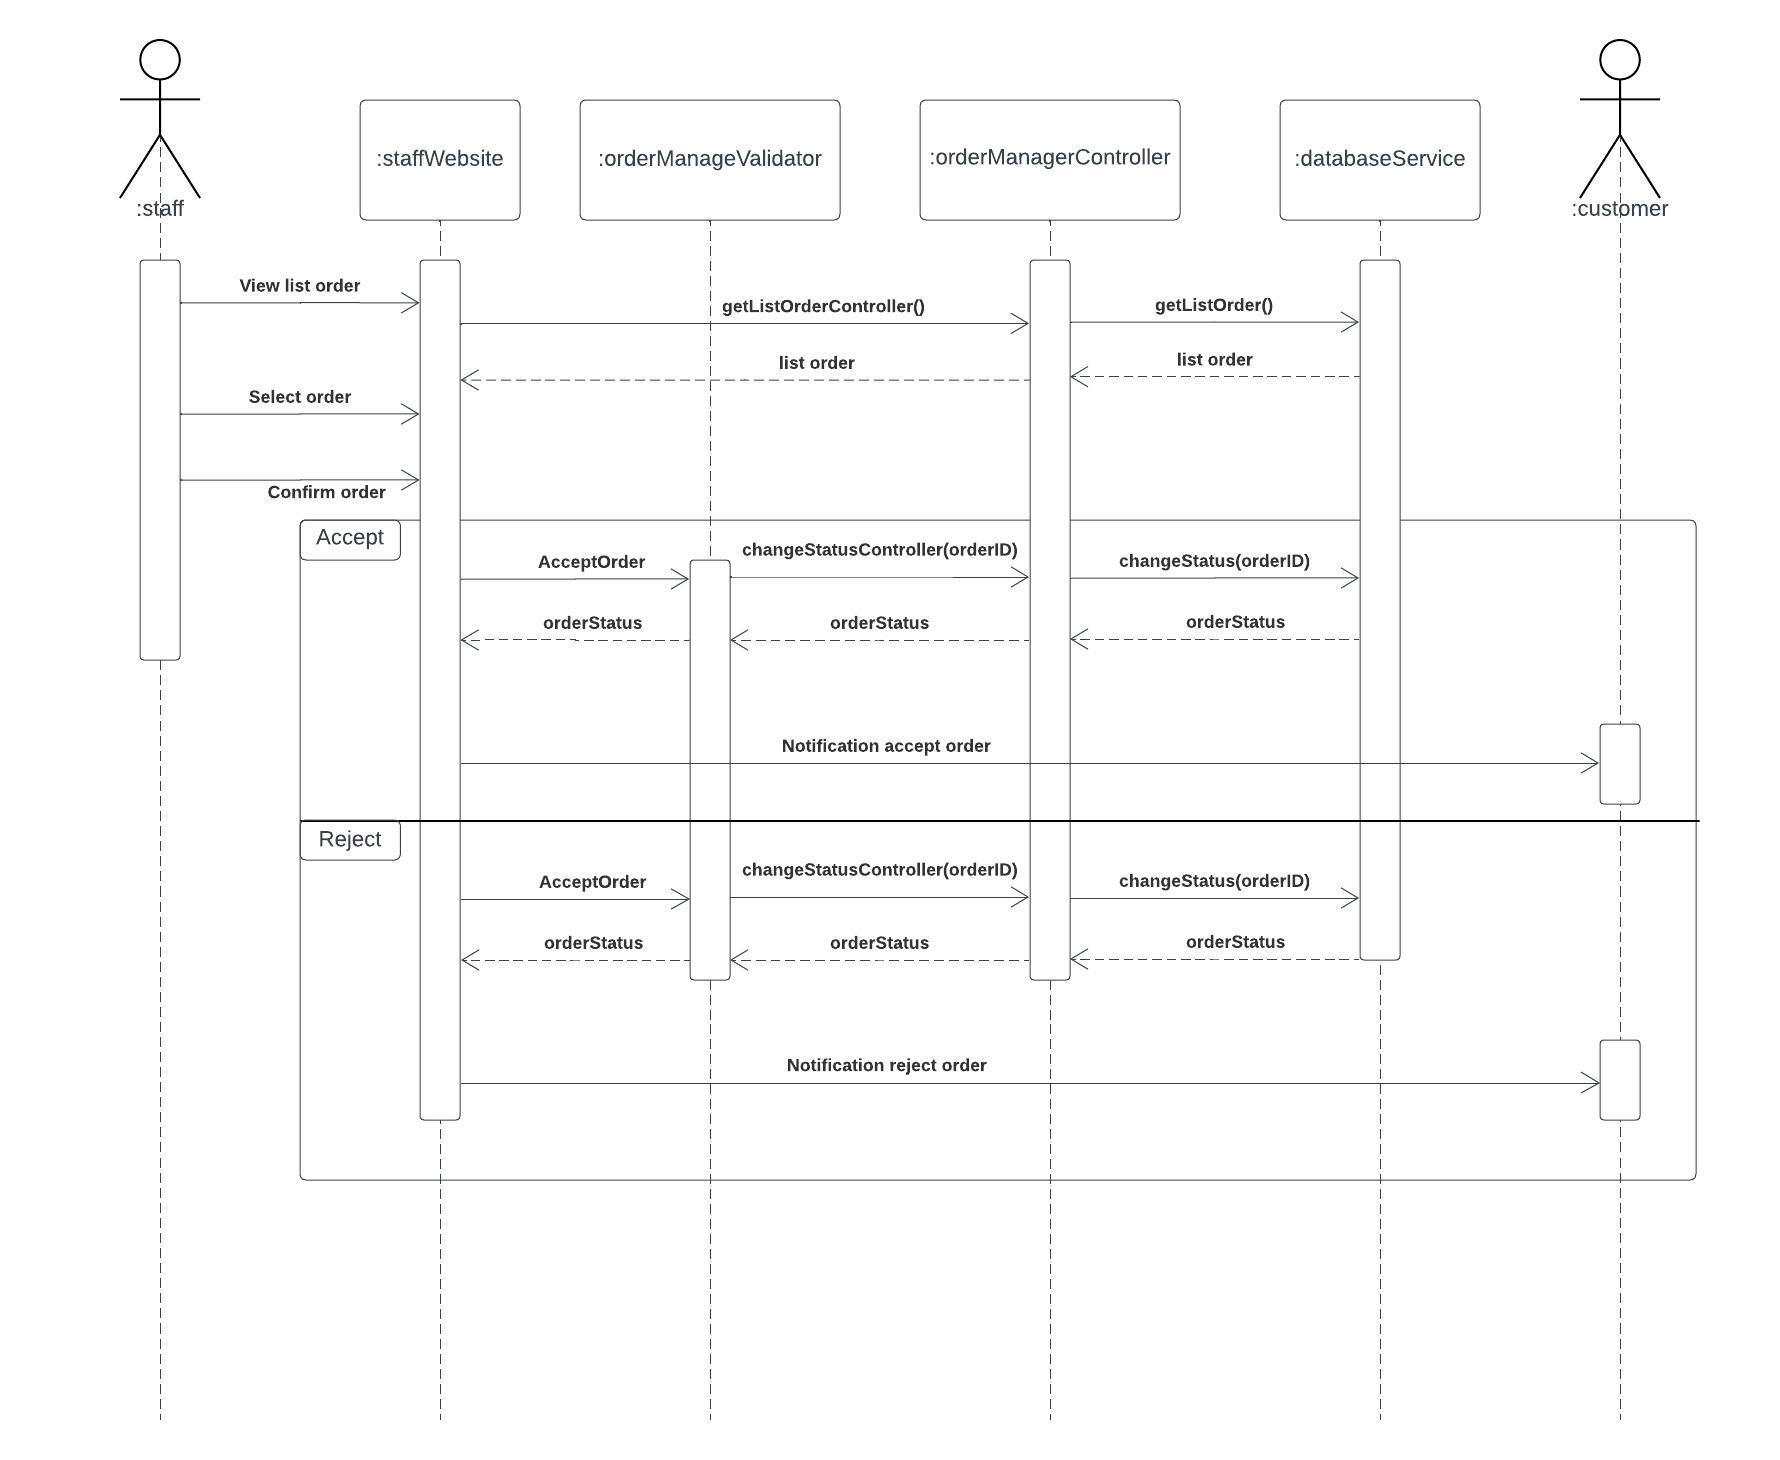 :staff
:staffWebsite
:orderManageValidator
:orderManagerController
:databaseService
:customer
View list order
getListOrderController()
getListOrder()
list order
list order
Select order
Confirm order
Accept
AcceptOrder
changeStatusController(orderID)
changeStatus(orderID)
orderStatus
orderStatus
orderStatus
Notification accept order
Reject
AcceptOrder
changeStatusController(orderID)
changeStatus(orderID)
orderStatus
orderStatus
orderStatus
Notification reject order